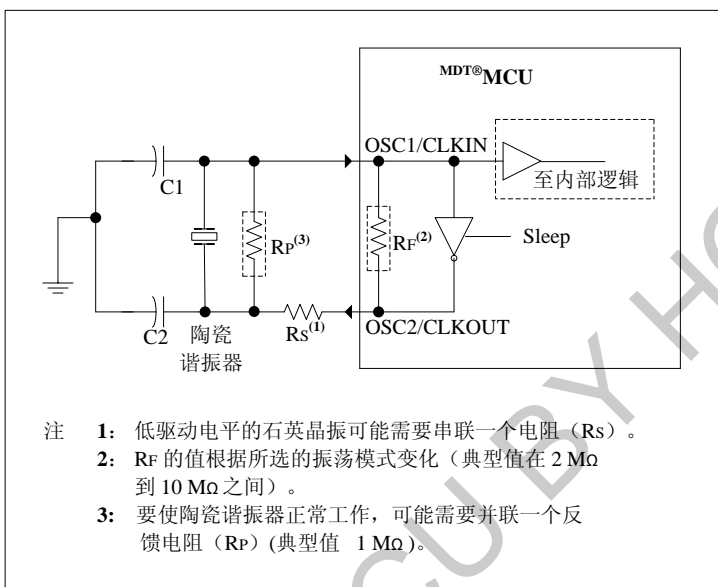 MDT®MCU
OSC1/CLKIN
至内部逻辑
C1
RP(3)
RF(2)
Sleep
C2
陶瓷
谐振器
RS(1)
OSC2/CLKOUT
注 1: 低驱动电平的石英晶振可能需要串联一个电阻（Rs）。
2: RF 的值根据所选的振荡模式变化（典型值在 2 MΩ
到 10 MΩ 之间）。
3: 要使陶瓷谐振器正常工作，可能需要并联一个反
馈电阻（RP）(典型值 1 MΩ )。
CU BY HO